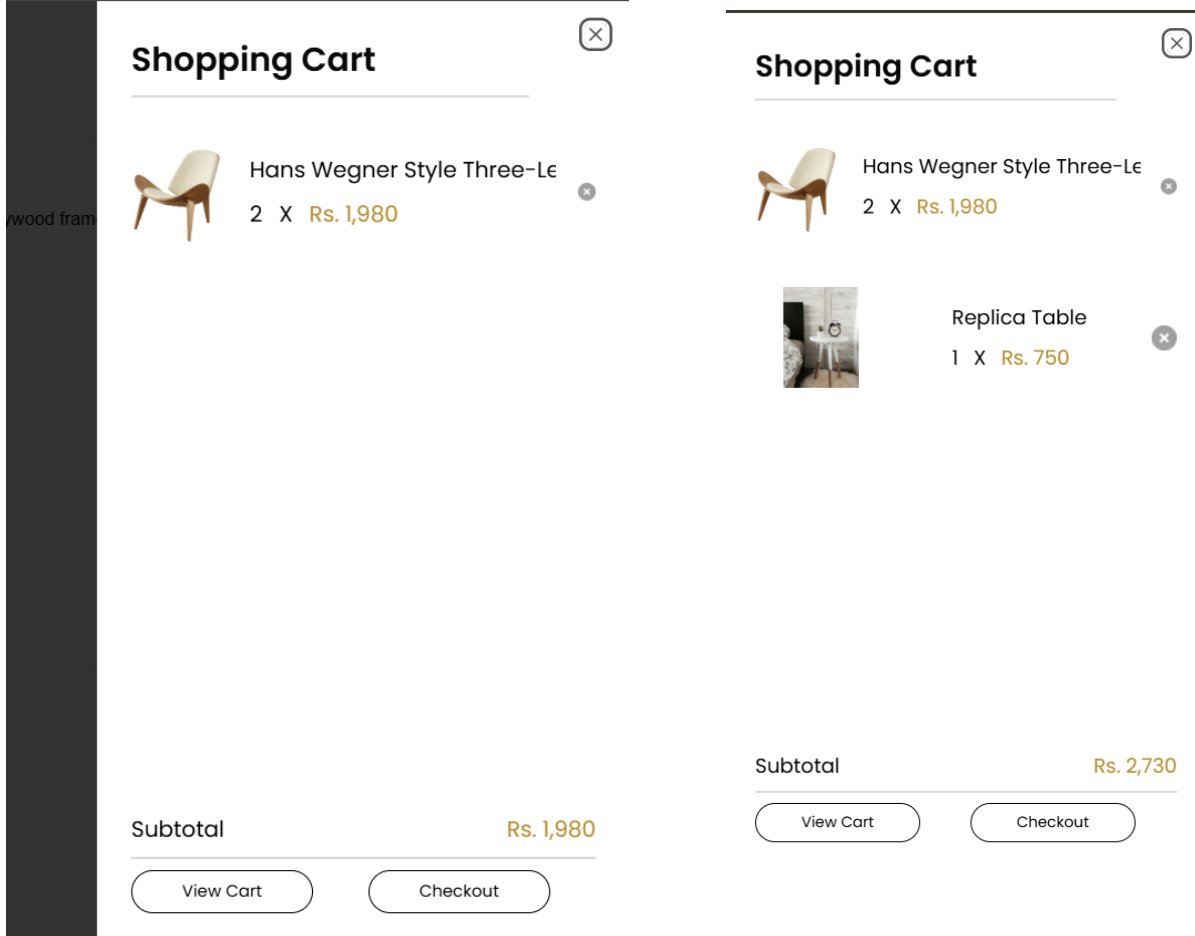 Shopping Cart
Hans Wegner Style Three-Le
2 X Rs. 1,980
ywood fram
Subtotal Rs. 1,980
View Cart Checkout
Shopping Cart
Hans Wegner Style Three-Le
2 X Rs. 1,980
Replica Table
1 X Rs. 750
Subtotal Rs. 2,730
View Cart Checkout